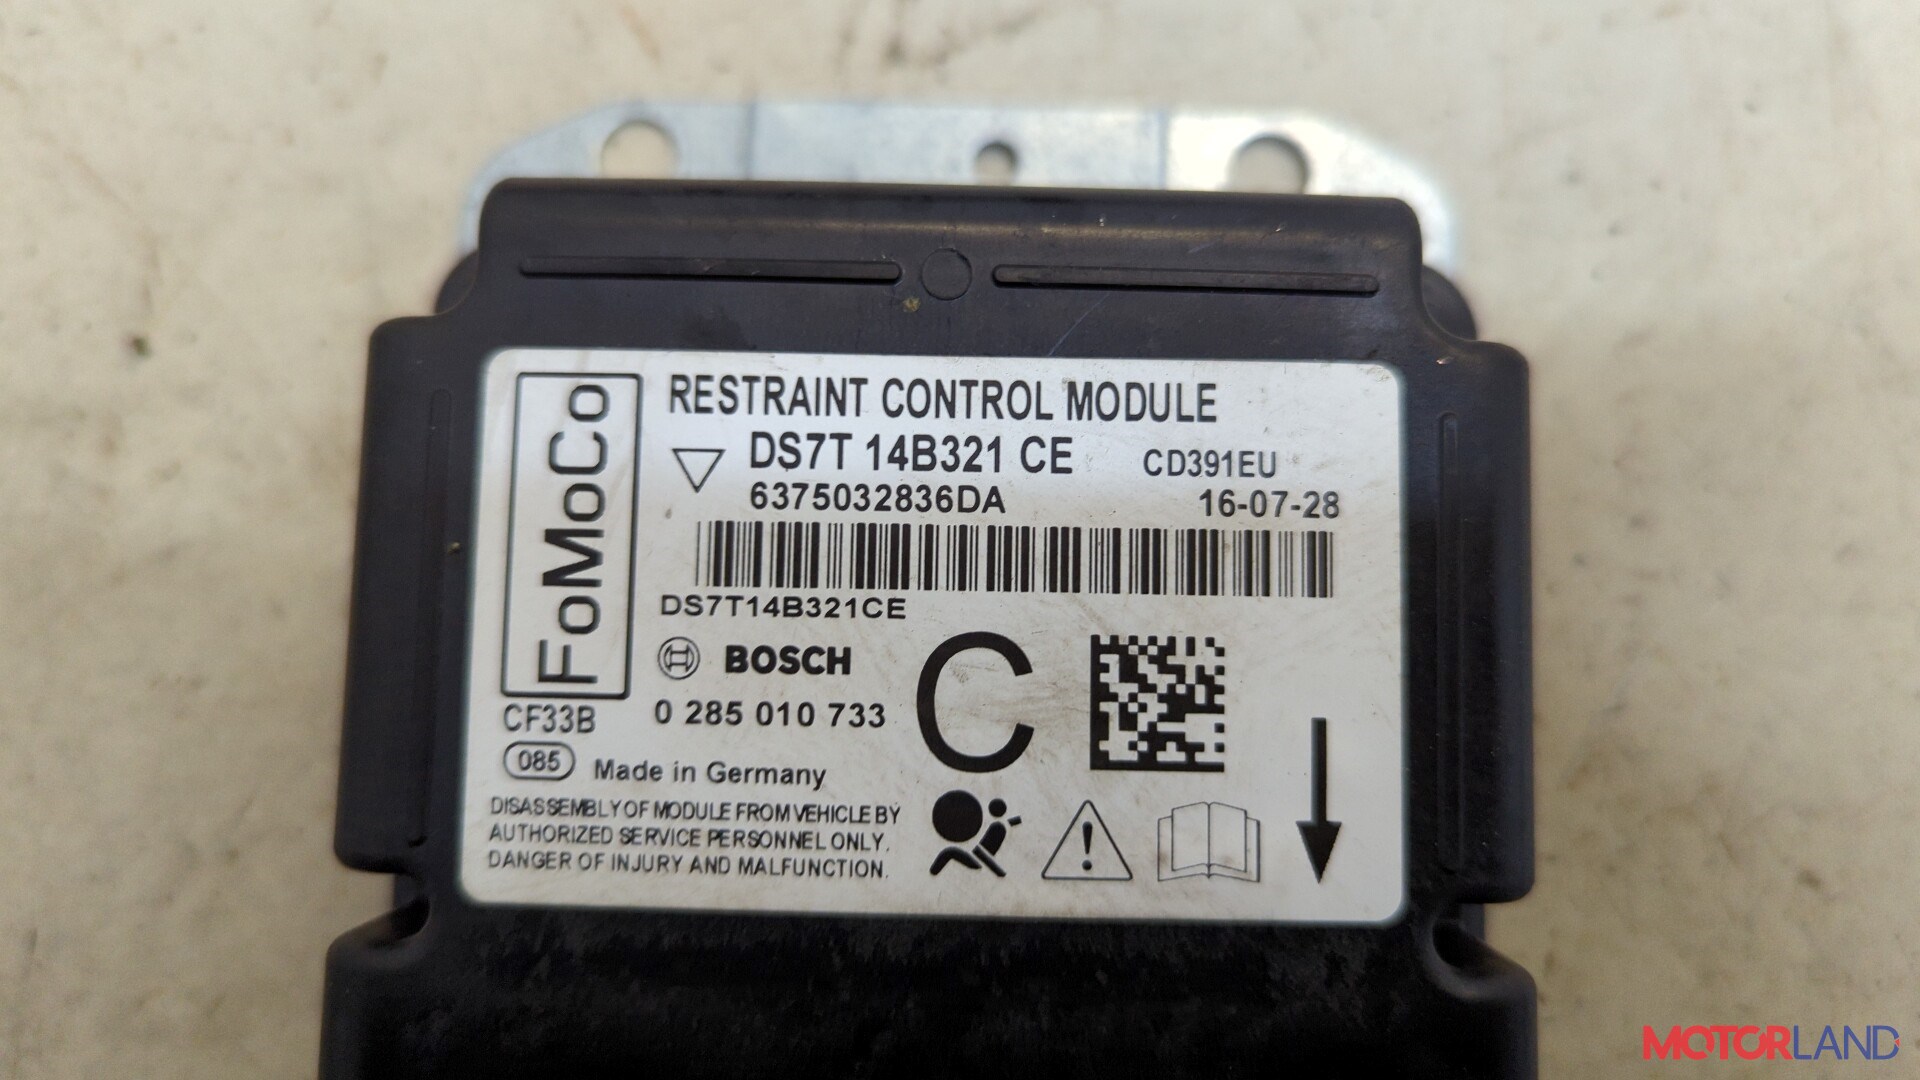 FoMoCo
RESTRAINT CONTROL MODULE
DS7T 14B321 CE CD391EU
6375032836DA 16-07-28
DS7T14B321CE
BOSCH
C
CF33B
0 285 010 733
085 Made in Germany
DISASSEMBLY OF MODULE FROM VEHICLE BY
AUTHORIZED SERVICE PERSONNEL ONLY.
DANGER OF INJURY AND MALFUNCTION.
MOTORLAND